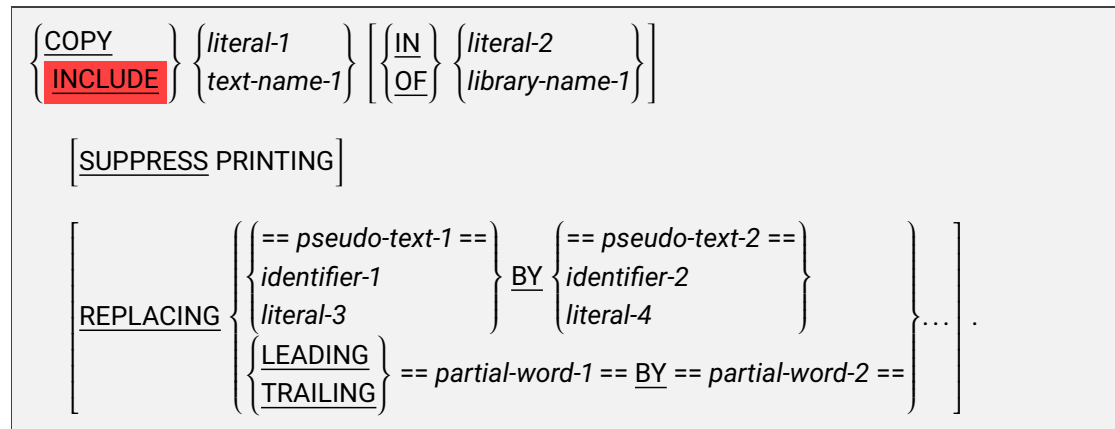 {COPY INCLUDE} {literal-1 text-name-1} [{IN OF} {literal-2 library-name-1}]
[SUPPRESS PRINTING]
[REPLACING {{== pseudo-text-1 == identifier-1 literal-3} BY {== pseudo-text-2 == identifier-2 literal-4}
{LEADING TRAILING} == partial-word-1 == BY == partial-word-2 ==}...] .